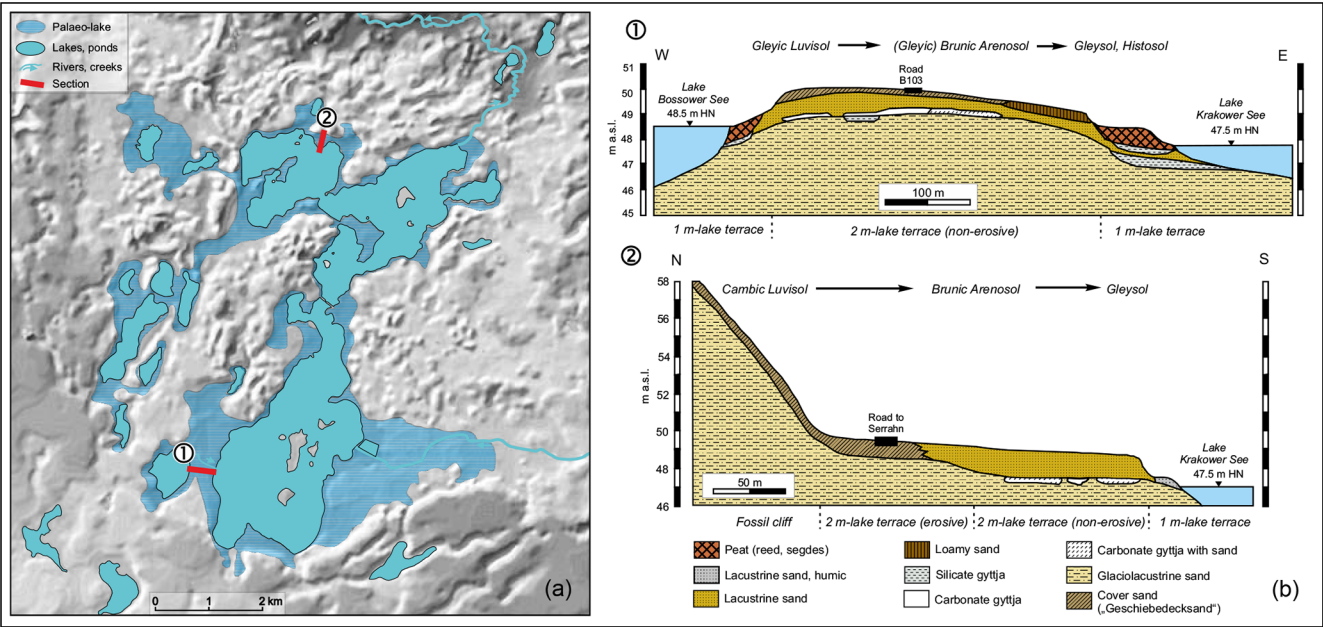 Palaeo-lake
Lakes, ponds
Rivers, creeks
Section
②
①
0 1 2 km
(a)
①
Gleyic Luvisol (Gleyic) Brunic Arenosol Gleysol, Histosol
W E
51
50
49
48
47
46
45
m a.s.l.
Lake
Bossower See
48.5 m HN
Road
B103
Lake
Krakower See
47.5 m HN
100 m
1 m-lake terrace 2 m-lake terrace (non-erosive) 1 m-lake terrace
②
N S
Cambic Luvisol Brunic Arenosol Gleysol
58
56
54
52
50
48
46
m a.s.l.
Road to
Serrahn
Lake
Krakower See
47.5 m HN
50 m
Fossil cliff 2 m-lake terrace (erosive) 2 m-lake terrace (non-erosive) 1 m-lake terrace
Peat (reed, segdes)
Lacustrine sand, humic
Lacustrine sand
Loamy sand
Silicate gyttja
Carbonate gyttja
Carbonate gyttja with sand
Glaciolacustrine sand
Cover sand
(„Geschiebedecksand“)
(b)